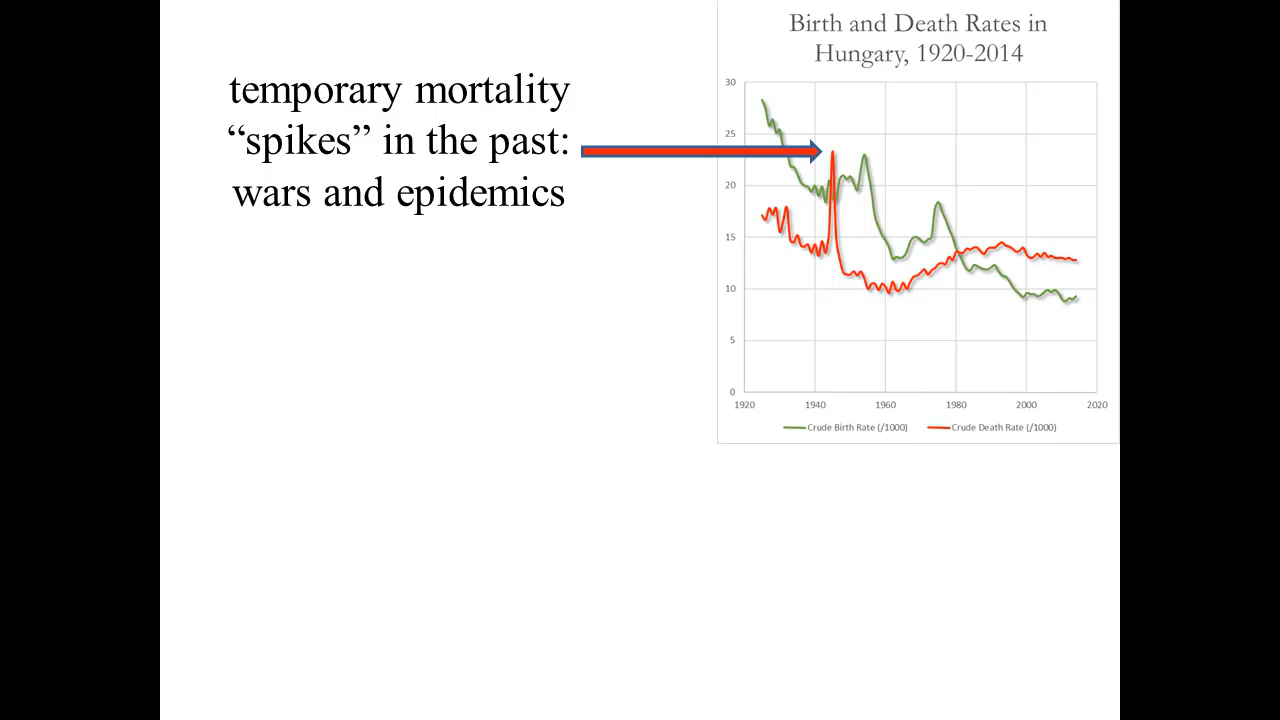 temporary mortality
“spikes” in the past:
wars and epidemics
Birth and Death Rates in
Hungary, 1920-2014
30
25
20
15
10
5
0
1920 1940 1960 1980 2000 2020
Crude Birth Rate (/1000) Crude Death Rate (/1000)